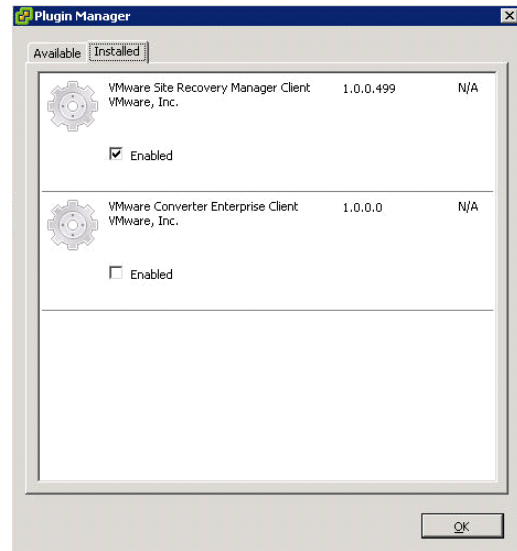 Plugin Manager
Available
Installed
VMware Site Recovery Manager Client 1.0.0.499 N/A
VMware, Inc.
Enabled
VMware Converter Enterprise Client 1.0.0.0 N/A
VMware, Inc.
Enabled
OK